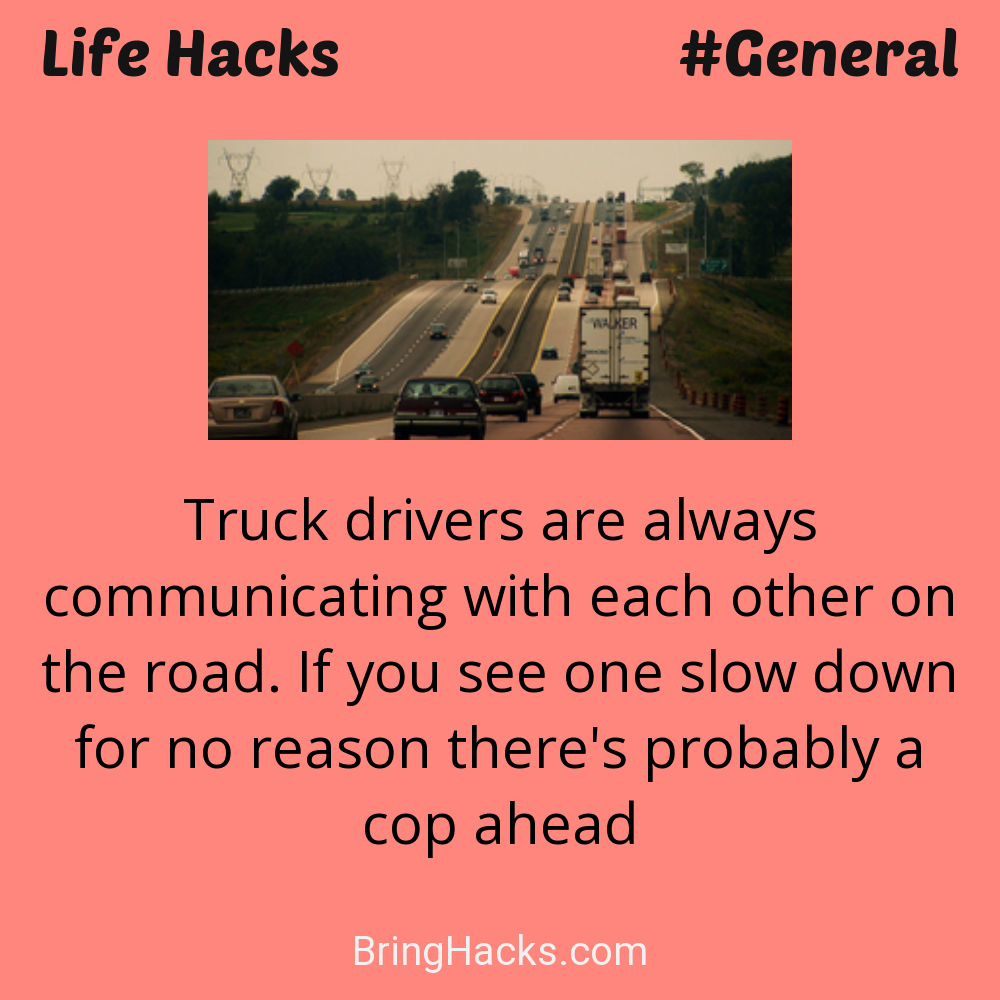 Life Hacks #General
WALKER
Truck drivers are always
communicating with each other on
the road. If you see one slow down
for no reason there's probably a
cop ahead
BringHacks.com